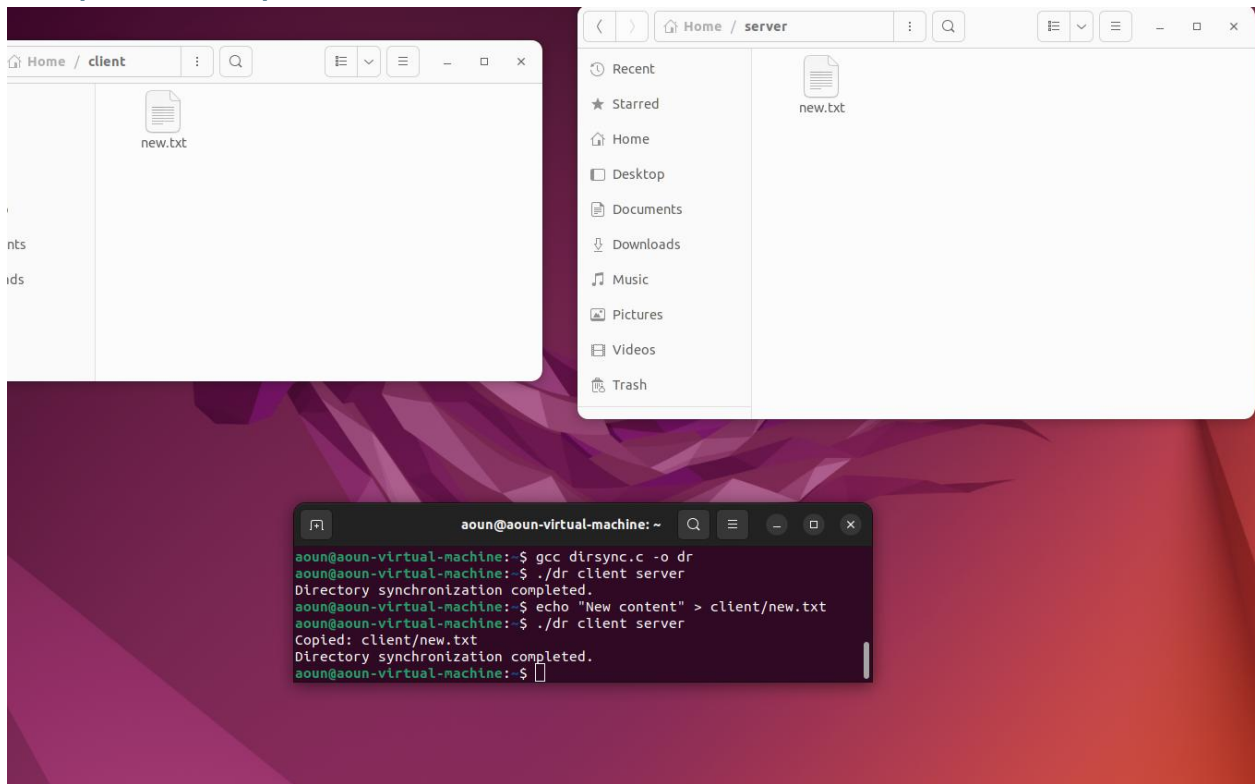 Home / client
new.txt
nts
ads
Home / server
Recent
Starred
Home
Desktop
Documents
Downloads
Music
Pictures
Videos
Trash
new.txt
aoun@aoun-virtual-machine: ~
aoun@aoun-virtual-machine:~$ gcc dirsync.c -o dr
aoun@aoun-virtual-machine:~$ ./dr client server
Directory synchronization completed.
aoun@aoun-virtual-machine:~$ echo "New content" > client/new.txt
aoun@aoun-virtual-machine:~$ ./dr client server
Copied: client/new.txt
Directory synchronization completed.
aoun@aoun-virtual-machine:~$